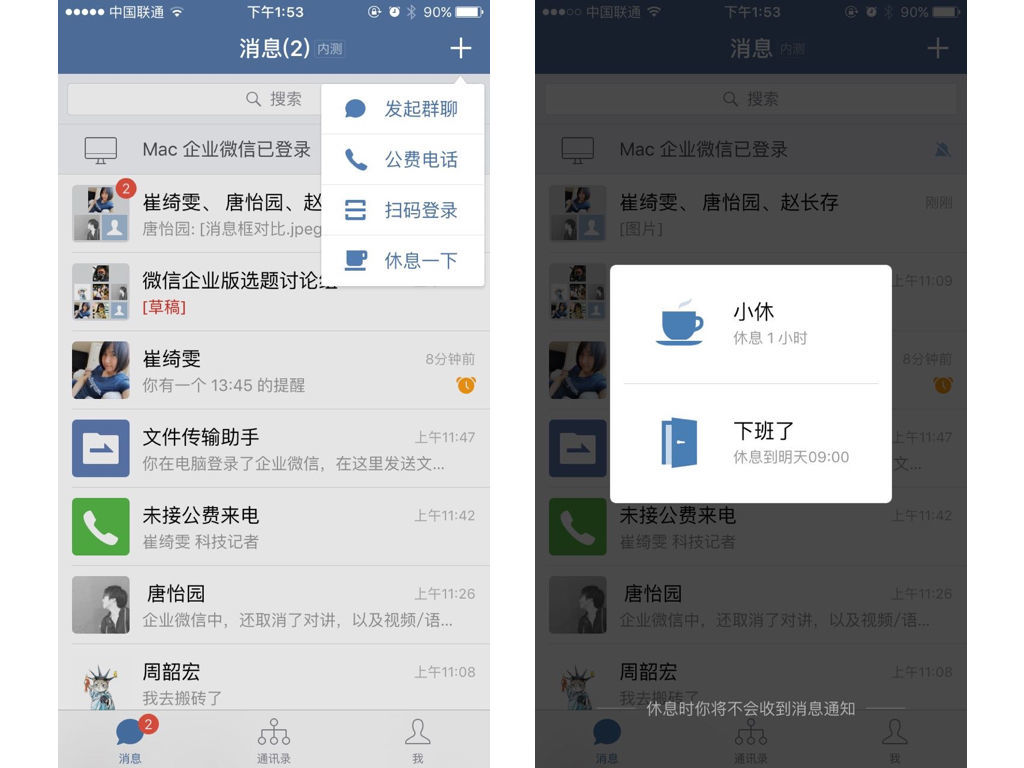 中国联通 下午1:53 90%
消息(2) 内测
搜索
发起群聊
公费电话
扫码登录
休息一下
Mac 企业微信已登录
2
崔绮雯、唐怡园、赵
唐怡园: [消息框对比.jpeg
微信企业版选题讨论组
[草稿]
崔绮雯 8分钟前
你有一个 13:45 的提醒
文件传输助手 上午11:47
你在电脑登录了企业微信，在这里发送文...
未接公费来电 上午11:42
崔绮雯 科技记者
唐怡园 上午11:26
企业微信中，还取消了对讲，以及视频/语...
周韶宏 上午11:08
我去搬砖了
2
消息 通讯录 我
中国联通 下午1:53 90%
消息 内测
搜索
Mac 企业微信已登录
崔绮雯、唐怡园、赵长存 刚刚
[图片]
上午11:09
小休
休息 1 小时
8分钟前
下班了
休息到明天09:00
上午11:47
文...
未接公费来电 上午11:42
崔绮雯 科技记者
唐怡园 上午11:26
企业微信中，还取消了对讲，以及视频/语...
周韶宏 上午11:08
我去搬砖了
休息时你将不会收到消息通知
消息 通讯录 我